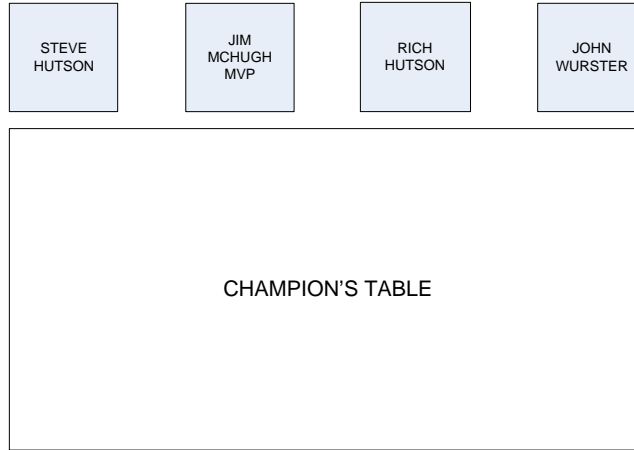 STEVE
HUTSON
JIM
MCHUGH
MVP
RICH
HUTSON
JOHN
WURSTER
CHAMPION'S TABLE